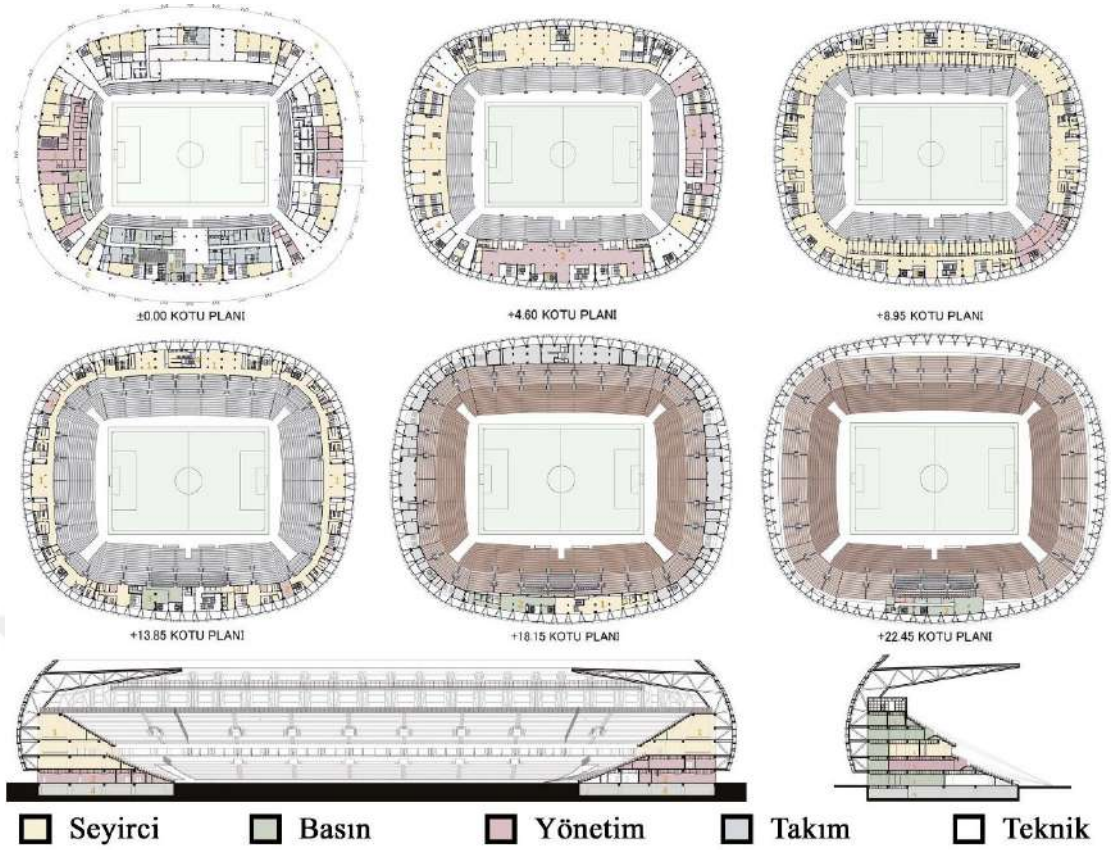 ±0.00 KOTU PLANI
+4.60 KOTU PLANI
+8.95 KOTU PLANI
+13.85 KOTU PLANI
+18.15 KOTU PLANI
+22.45 KOTU PLANI
Seyirci
Basın
Yönetim
Takım
Teknik